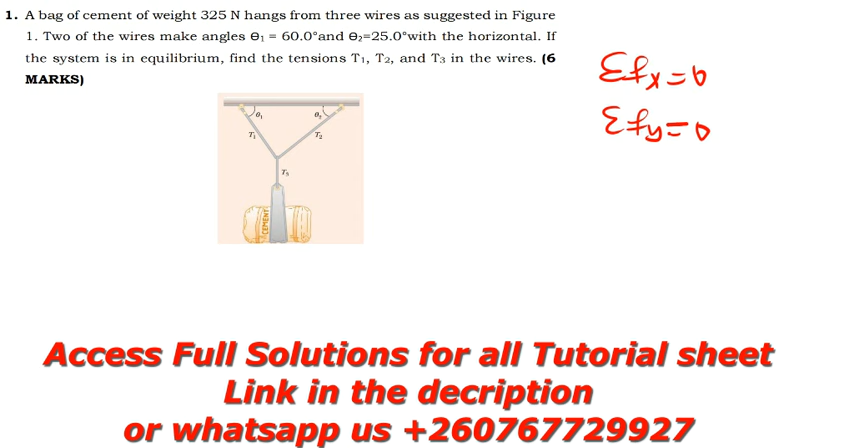 1. A bag of cement of weight 325 N hangs from three wires as suggested in Figure
1. Two of the wires make angles ө₁ = 60.0°and ө₂=25.0°with the horizontal. If
the system is in equilibrium, find the tensions T₁, T₂, and T₃ in the wires. (6
MARKS)
Σfx=0
Σfy=0
θ₁ θ₂
T₁ T₂
T₃
CEMENT
Access Full Solutions for all Tutorial sheet
Link in the decription
or whatsapp us +260767729927